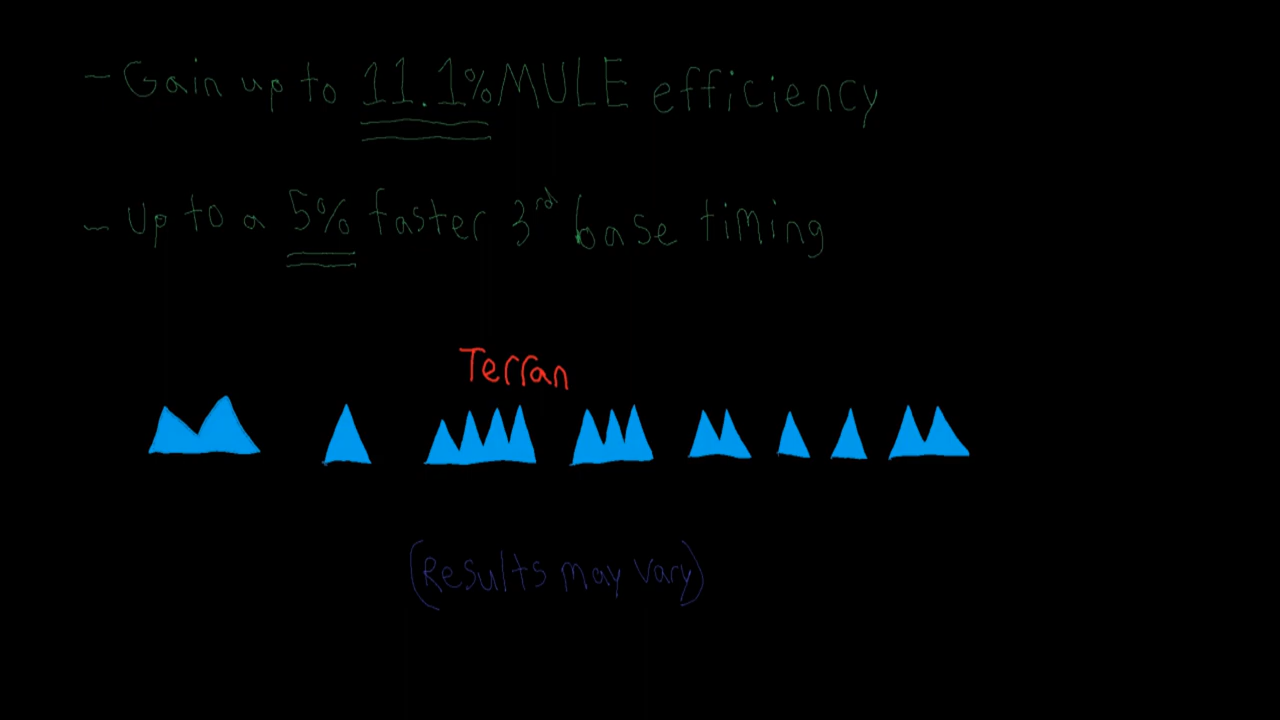 - Gain up to 11.1% MULE efficiency
- Up to a 5% faster 3rd base timing
Terran
(Results may vary)